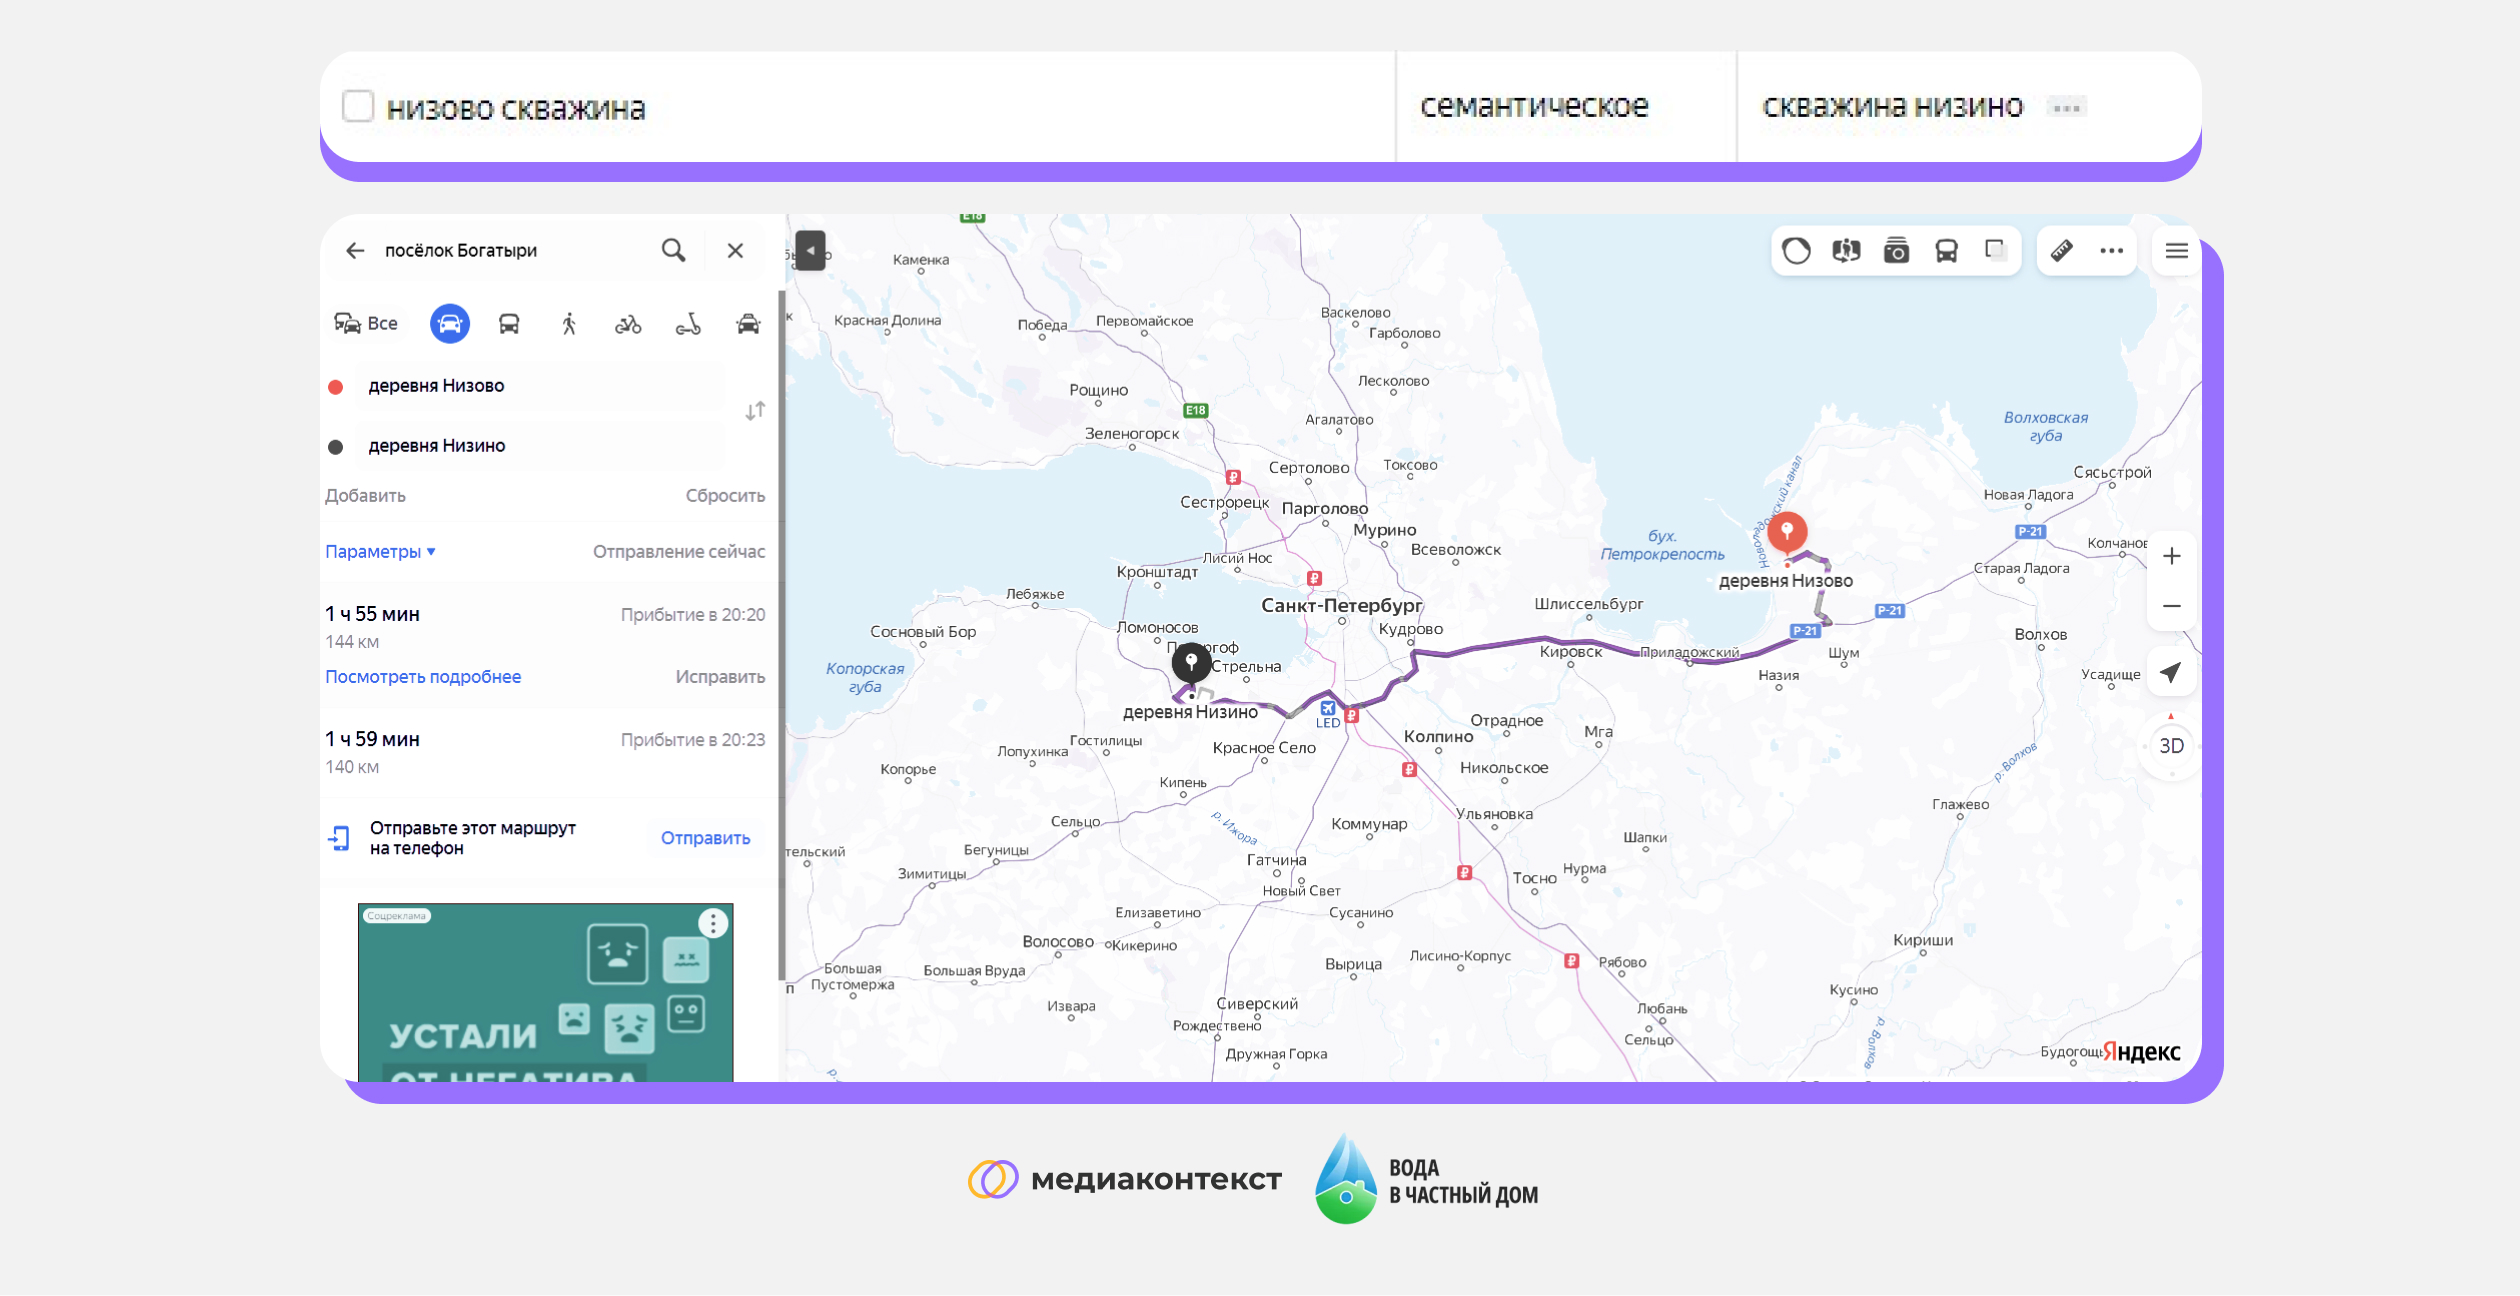 низово скважина
семантическое
скважина низино
посёлок Богатыри
Все
деревня Низово
деревня Низино
Добавить
Сбросить
Параметры
Отправление сейчас
1 ч 55 мин
Прибытие в 20:20
144 км
Посмотреть подробнее
Исправить
1 ч 59 мин
Прибытие в 20:23
140 км
Отправьте этот маршрут
на телефон
Отправить
Соцреклама
УСТАЛИ
ОТ НЕГАТИВА
E18
Каменка
Красная Долина
Победа
Первомайское
Васкелово
Гарболово
Рощино
Лесколово
E18
Агалатово
Зеленогорск
Волховская
губа
Сертолово
Токсово
Сясьстрой
Сестрорецк
Парголово
Новая Ладога
Мурино
P-21
бух.
Петрокрепость
Всеволожск
Колчанов
Лисий Нос
Кронштадт
Старая Ладога
деревня Низово
Лебяжье
Санкт-Петербург
Шлиссельбург
P-21
Сосновый Бор
Ломоносов
Кудрово
P-21
Волхов
Кировск
Приладожский
Шум
Копорская
губа
Стрельна
Назия
Усадище
деревня Низино
LED
Отрадное
Мга
Колпино
Лопухинка
Гостилицы
Красное Село
3D
Копорье
Никольское
р. Волхов
Кипень
Глажево
Сельцо
р. Ижора
Коммунар
Ульяновка
Шапки
тельский
Бегуницы
Гатчина
Зимитицы
Новый Свет
Тосно
Нурма
Елизаветино
Сусанино
Волосово
Кикерино
Кириши
Большая
Пустомержа
Большая Вруда
Вырица
Лисино-Корпус
Рябово
Кусино
Извара
Сиверский
Любань
Рождествено
Сельцо
р. Волхов
Дружная Горка
Будогощь
Яндекс
медиаконтекст
ВОДА
В ЧАСТНЫЙ ДОМ